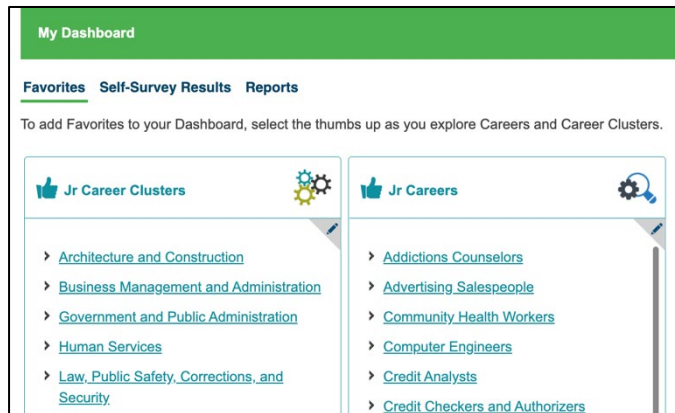 My Dashboard
Favorites Self-Survey Results Reports
To add Favorites to your Dashboard, select the thumbs up as you explore Careers and Career Clusters.
Jr Career Clusters
Architecture and Construction
Business Management and Administration
Government and Public Administration
Human Services
Law, Public Safety, Corrections, and
Security
Jr Careers
Addictions Counselors
Advertising Salespeople
Community Health Workers
Computer Engineers
Credit Analysts
Credit Checkers and Authorizers